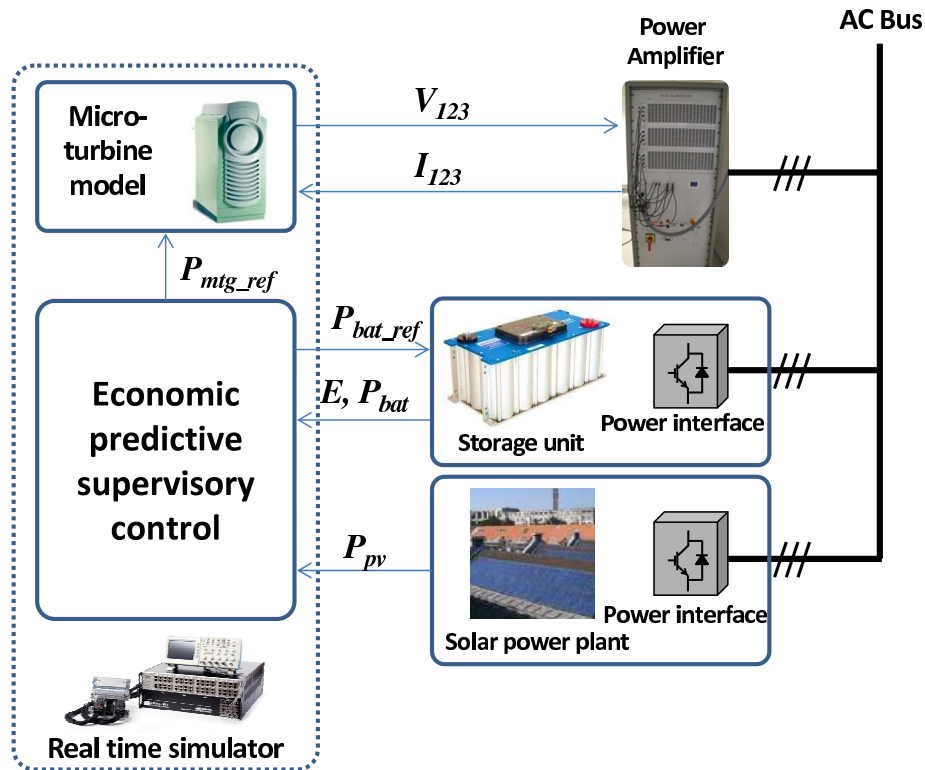 AC Bus
Power
Amplifier
Micro-
turbine
model
V123
I123
Pmtg_ref
Pbat_ref
E, Pbat
Economic
predictive
supervisory
control
Storage unit
Power interface
Ppv
Solar power plant
Power interface
Real time simulator